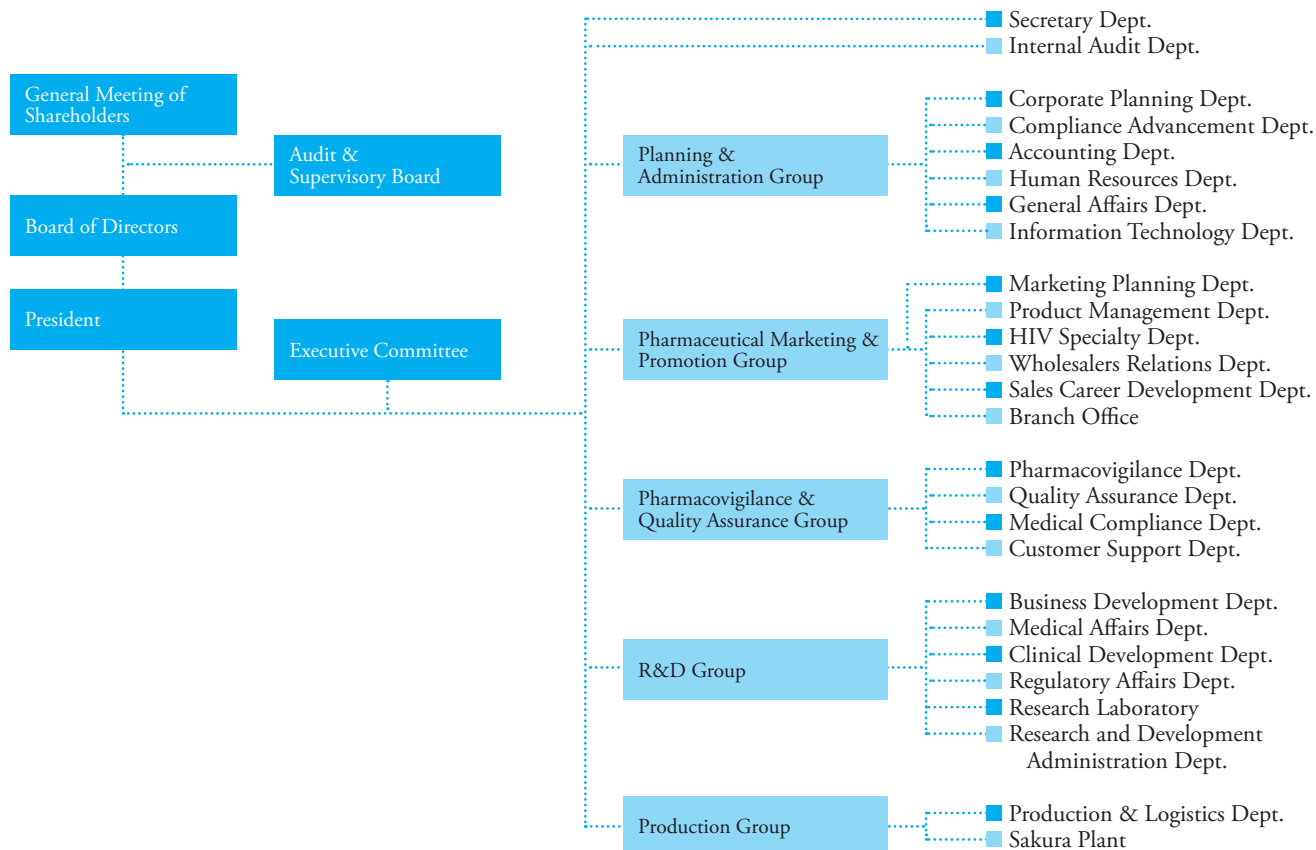 General Meeting of
Shareholders
Audit &
Supervisory Board
Board of Directors
President
Executive Committee
Secretary Dept.
Internal Audit Dept.
Planning &
Administration Group
Corporate Planning Dept.
Compliance Advancement Dept.
Accounting Dept.
Human Resources Dept.
General Affairs Dept.
Information Technology Dept.
Pharmaceutical Marketing &
Promotion Group
Marketing Planning Dept.
Product Management Dept.
HIV Specialty Dept.
Wholesalers Relations Dept.
Sales Career Development Dept.
Branch Office
Pharmacovigilance &
Quality Assurance Group
Pharmacovigilance Dept.
Quality Assurance Dept.
Medical Compliance Dept.
Customer Support Dept.
R&D Group
Business Development Dept.
Medical Affairs Dept.
Clinical Development Dept.
Regulatory Affairs Dept.
Research Laboratory
Research and Development
Administration Dept.
Production Group
Production & Logistics Dept.
Sakura Plant